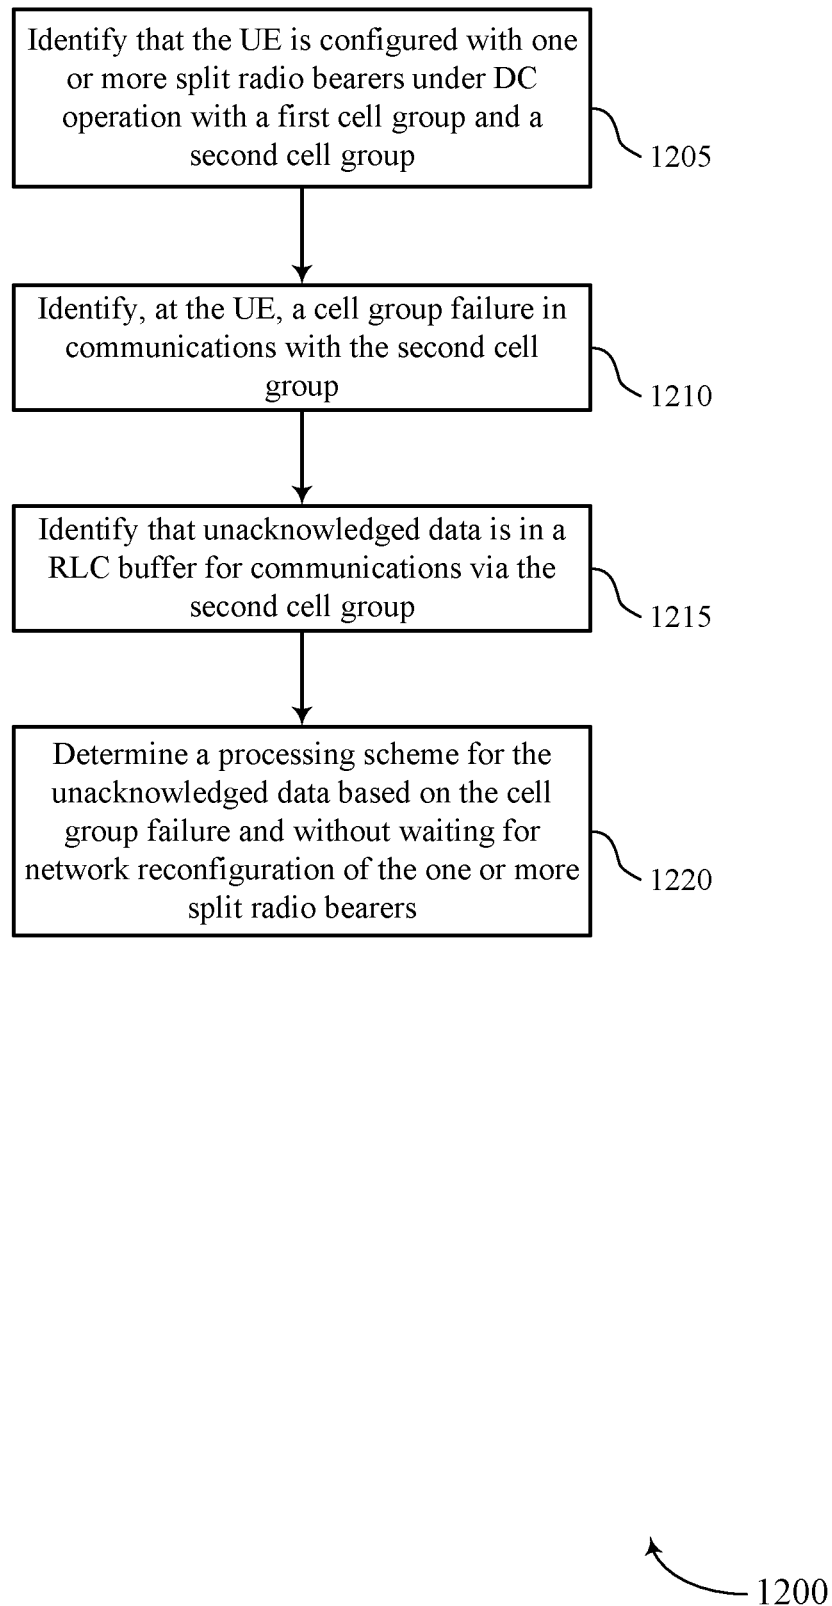 Identify that the UE is configured with one
or more split radio bearers under DC
operation with a first cell group and a
second cell group
1205
Identify, at the UE, a cell group failure in
communications with the second cell
group
1210
Identify that unacknowledged data is in a
RLC buffer for communications via the
second cell group
1215
Determine a processing scheme for the
unacknowledged data based on the cell
group failure and without waiting for
network reconfiguration of the one or more
split radio bearers
1220
1200